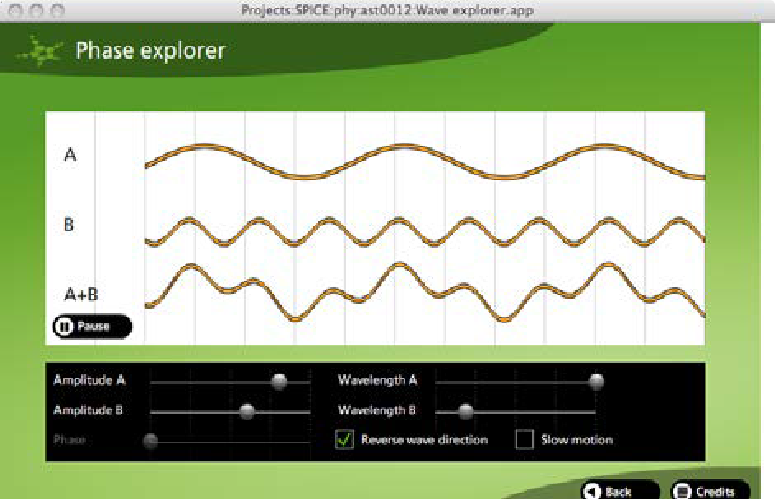 Projects:SPICE:phy:ast0012:Wave explorer.app
Phase explorer
A
B
A+B
Pause
Amplitude A
Wavelength A
Amplitude B
Wavelength B
Phase
Reverse wave direction
Slow motion
Back
Credits